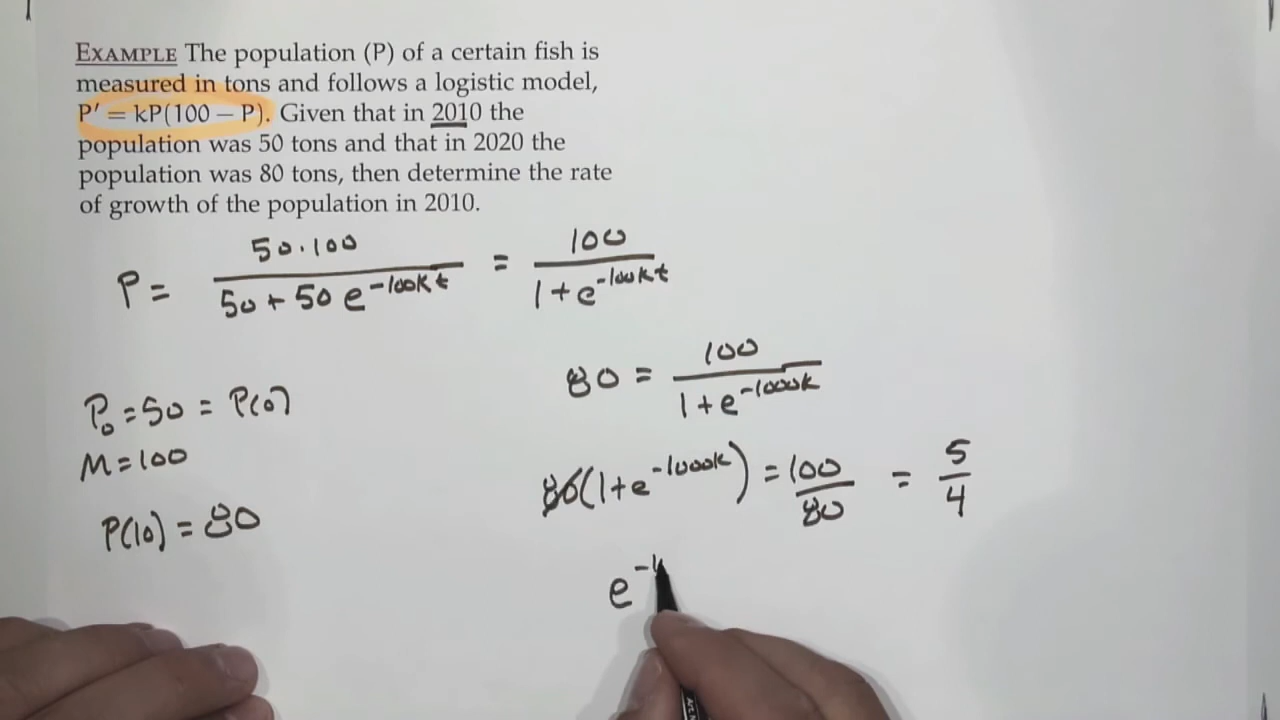 EXAMPLE The population (P) of a certain fish is
measured in tons and follows a logistic model,
P′ = kP(100 − P). Given that in 2010 the
population was 50 tons and that in 2020 the
population was 80 tons, then determine the rate
of growth of the population in 2010.
P = 50·100 / (50 + 50 e^(-100kt)) = 100 / (1 + e^(-100kt))
80 = 100 / (1 + e^(-1000k))
P₀ = 50 = P(0)
M = 100
80(1 + e^(-1000k)) = 100/80 = 5/4
P(10) = 80
e^-1